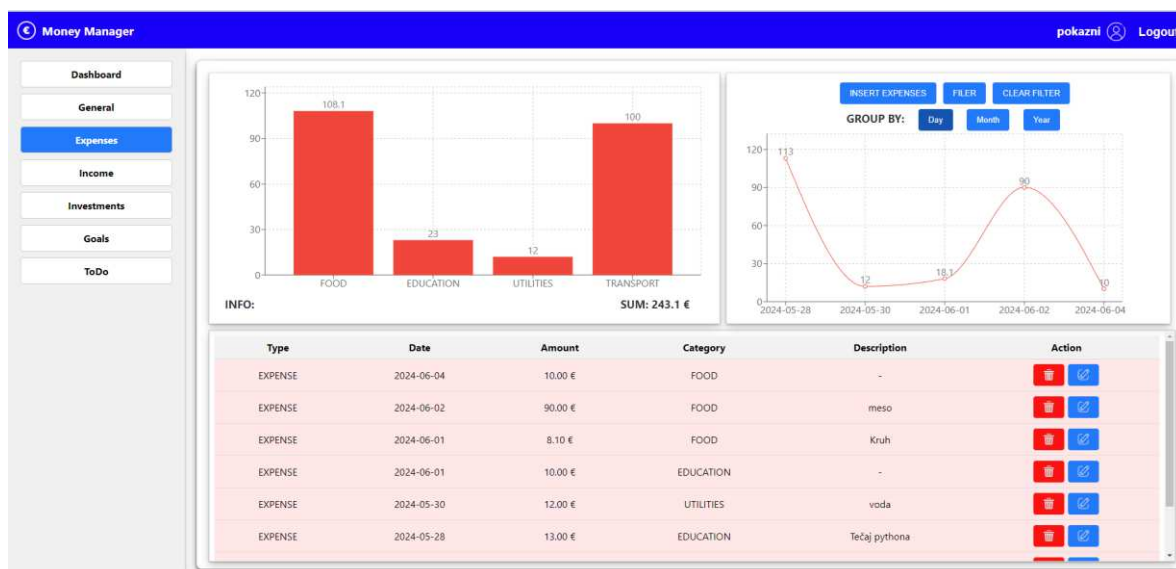 € Money Manager
pokazni Logout
Dashboard
General
Expenses
Income
Investments
Goals
ToDo
120
90
60
30
0
108.1
23
12
100
FOOD EDUCATION UTILITIES TRANSPORT
INFO: SUM: 243.1 €
INSERT EXPENSES FILER CLEAR FILTER
GROUP BY: Day Month Year
120
90
60
30
0
113
12
18.1
90
10
2024-05-28 2024-05-30 2024-06-01 2024-06-02 2024-06-04
Type Date Amount Category Description Action
EXPENSE 2024-06-04 10.00 € FOOD -
EXPENSE 2024-06-02 90.00 € FOOD meso
EXPENSE 2024-06-01 8.10 € FOOD Kruh
EXPENSE 2024-06-01 10.00 € EDUCATION -
EXPENSE 2024-05-30 12.00 € UTILITIES voda
EXPENSE 2024-05-28 13.00 € EDUCATION Tečaj pythona